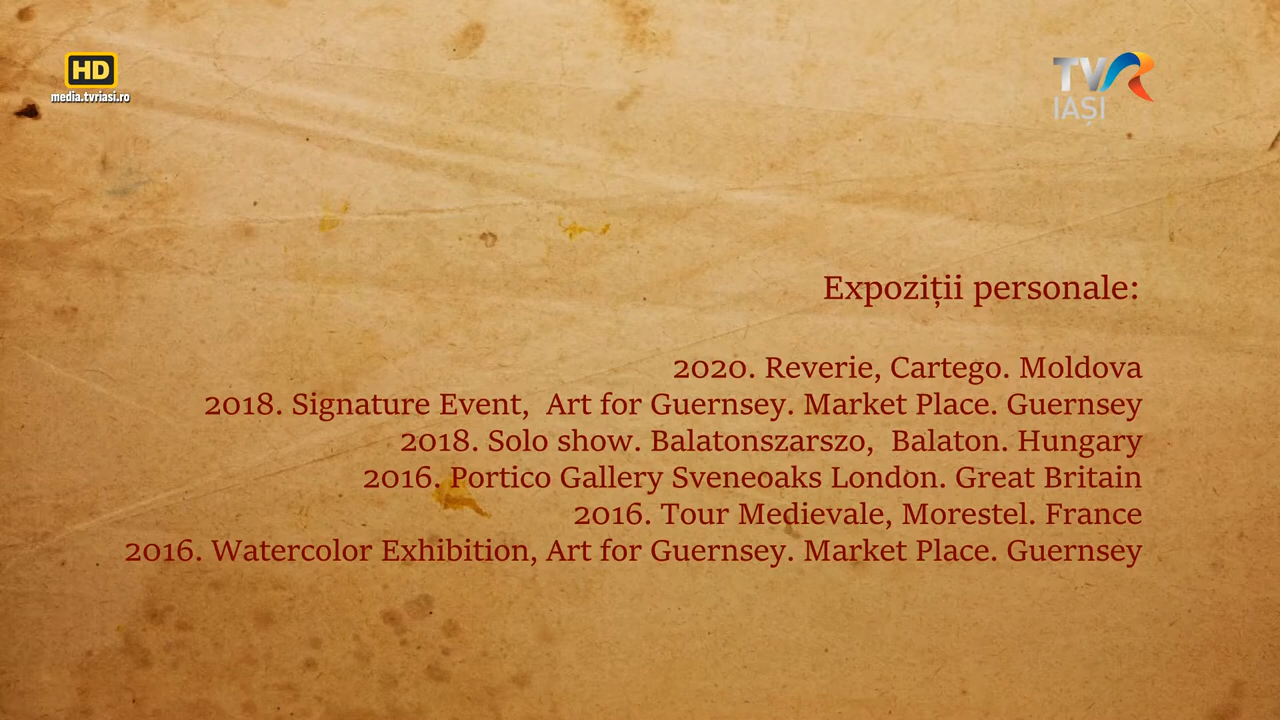 HD
media.tvriasi.ro
TVR
IAȘI
Expoziții personale:
2020. Reverie, Cartego. Moldova
2018. Signature Event, Art for Guernsey. Market Place. Guernsey
2018. Solo show. Balatonszarszo, Balaton. Hungary
2016. Portico Gallery Sveneoaks London. Great Britain
2016. Tour Medievale, Morestel. France
2016. Watercolor Exhibition, Art for Guernsey. Market Place. Guernsey